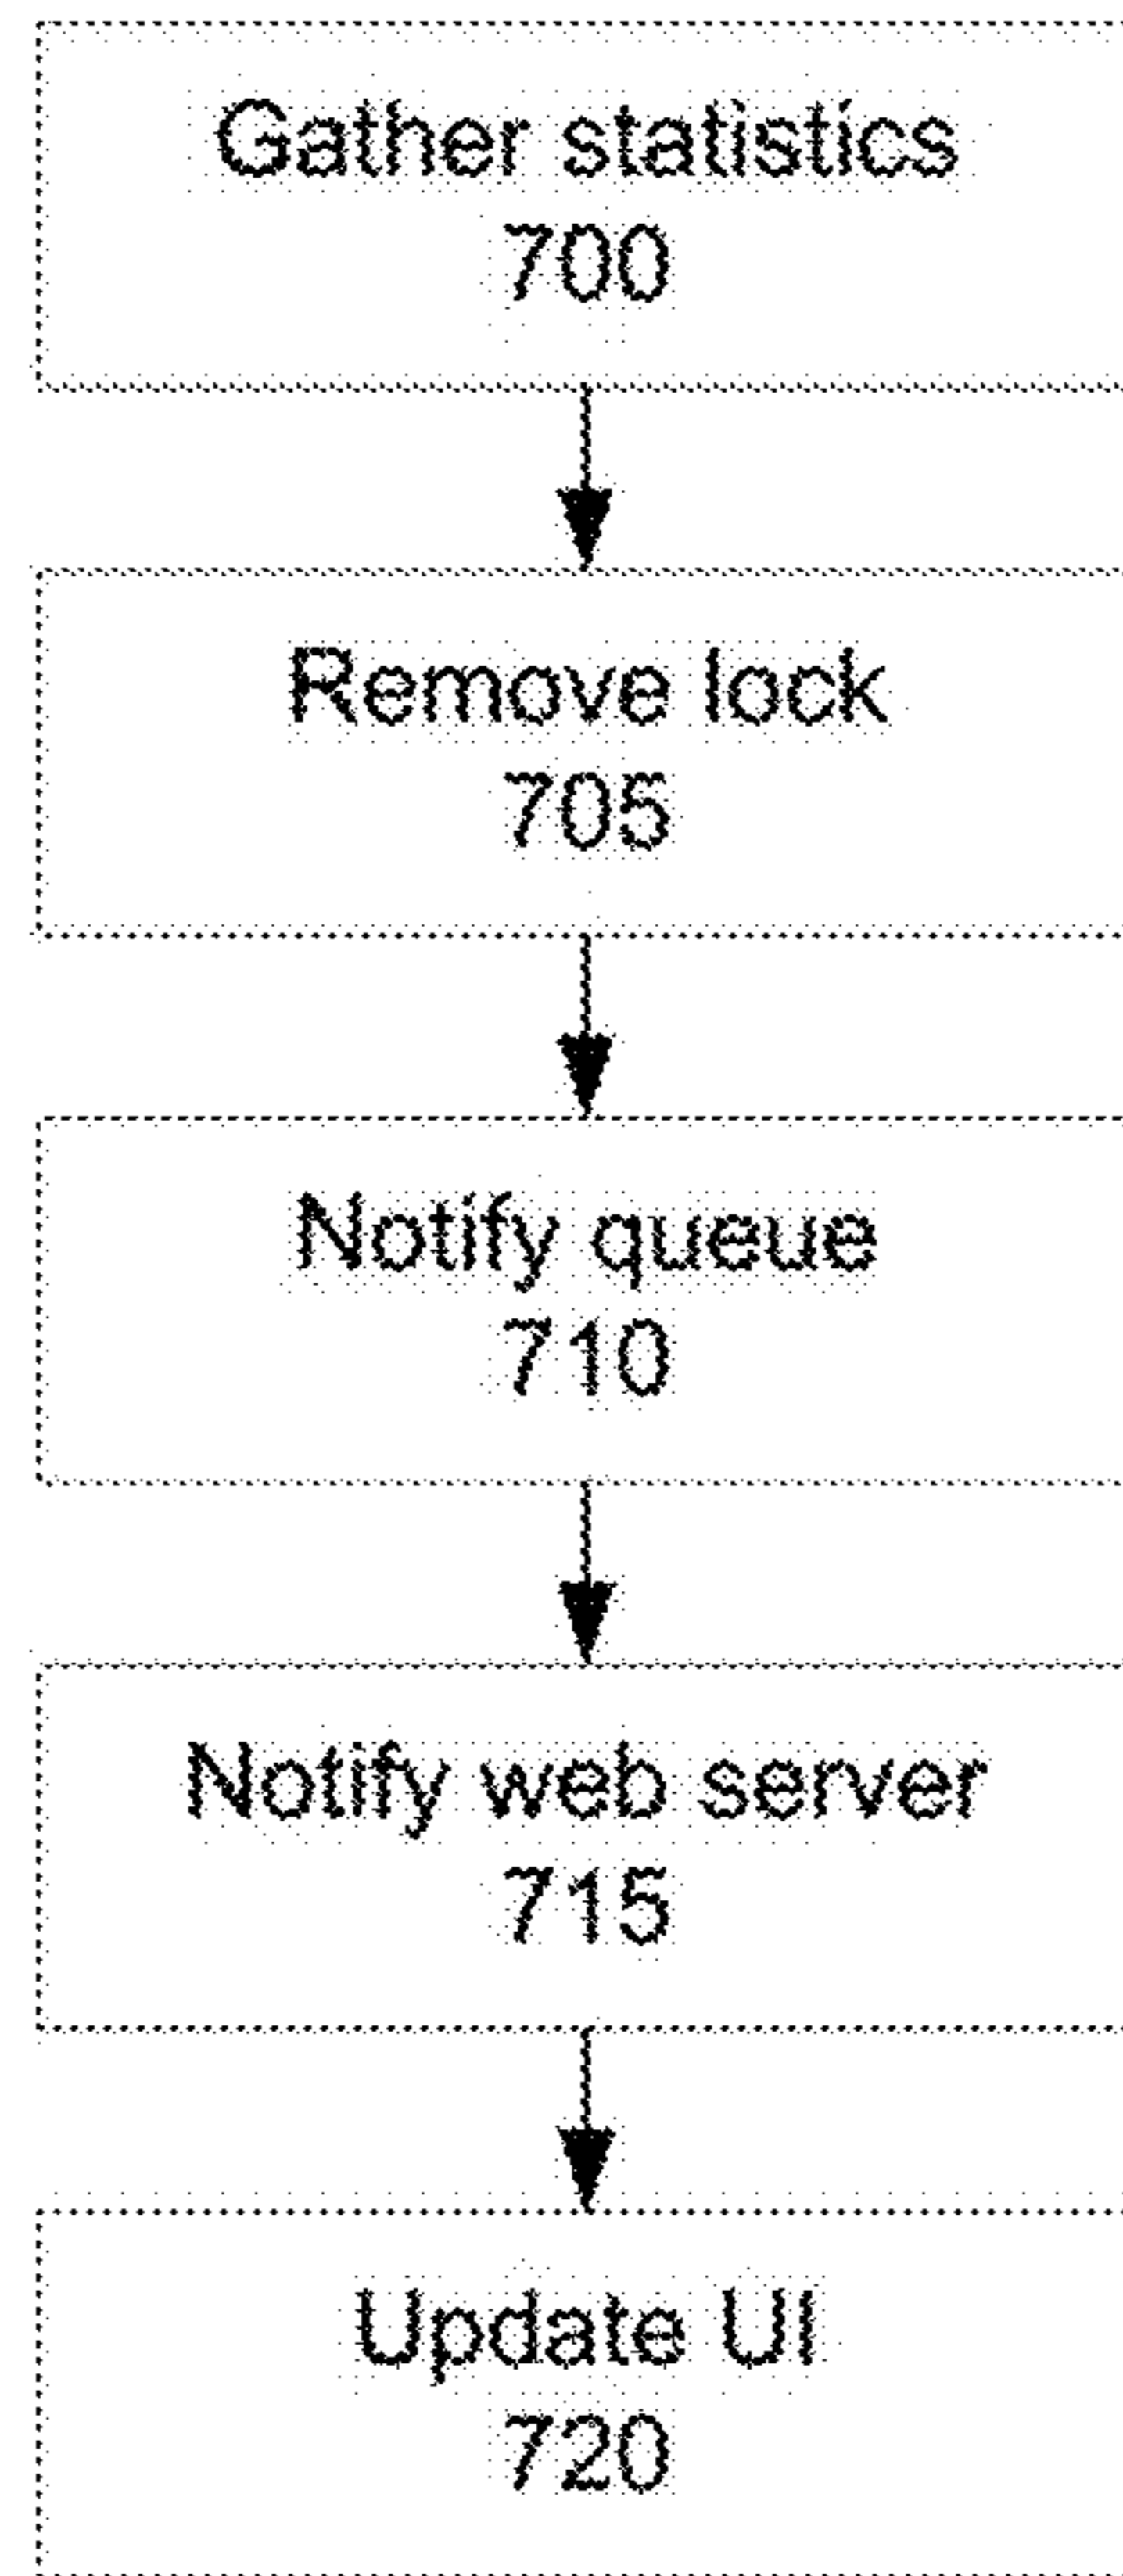 Gather statistics
700
Remove lock
705
Notify queue
710
Notify web server
715
Update UI
720